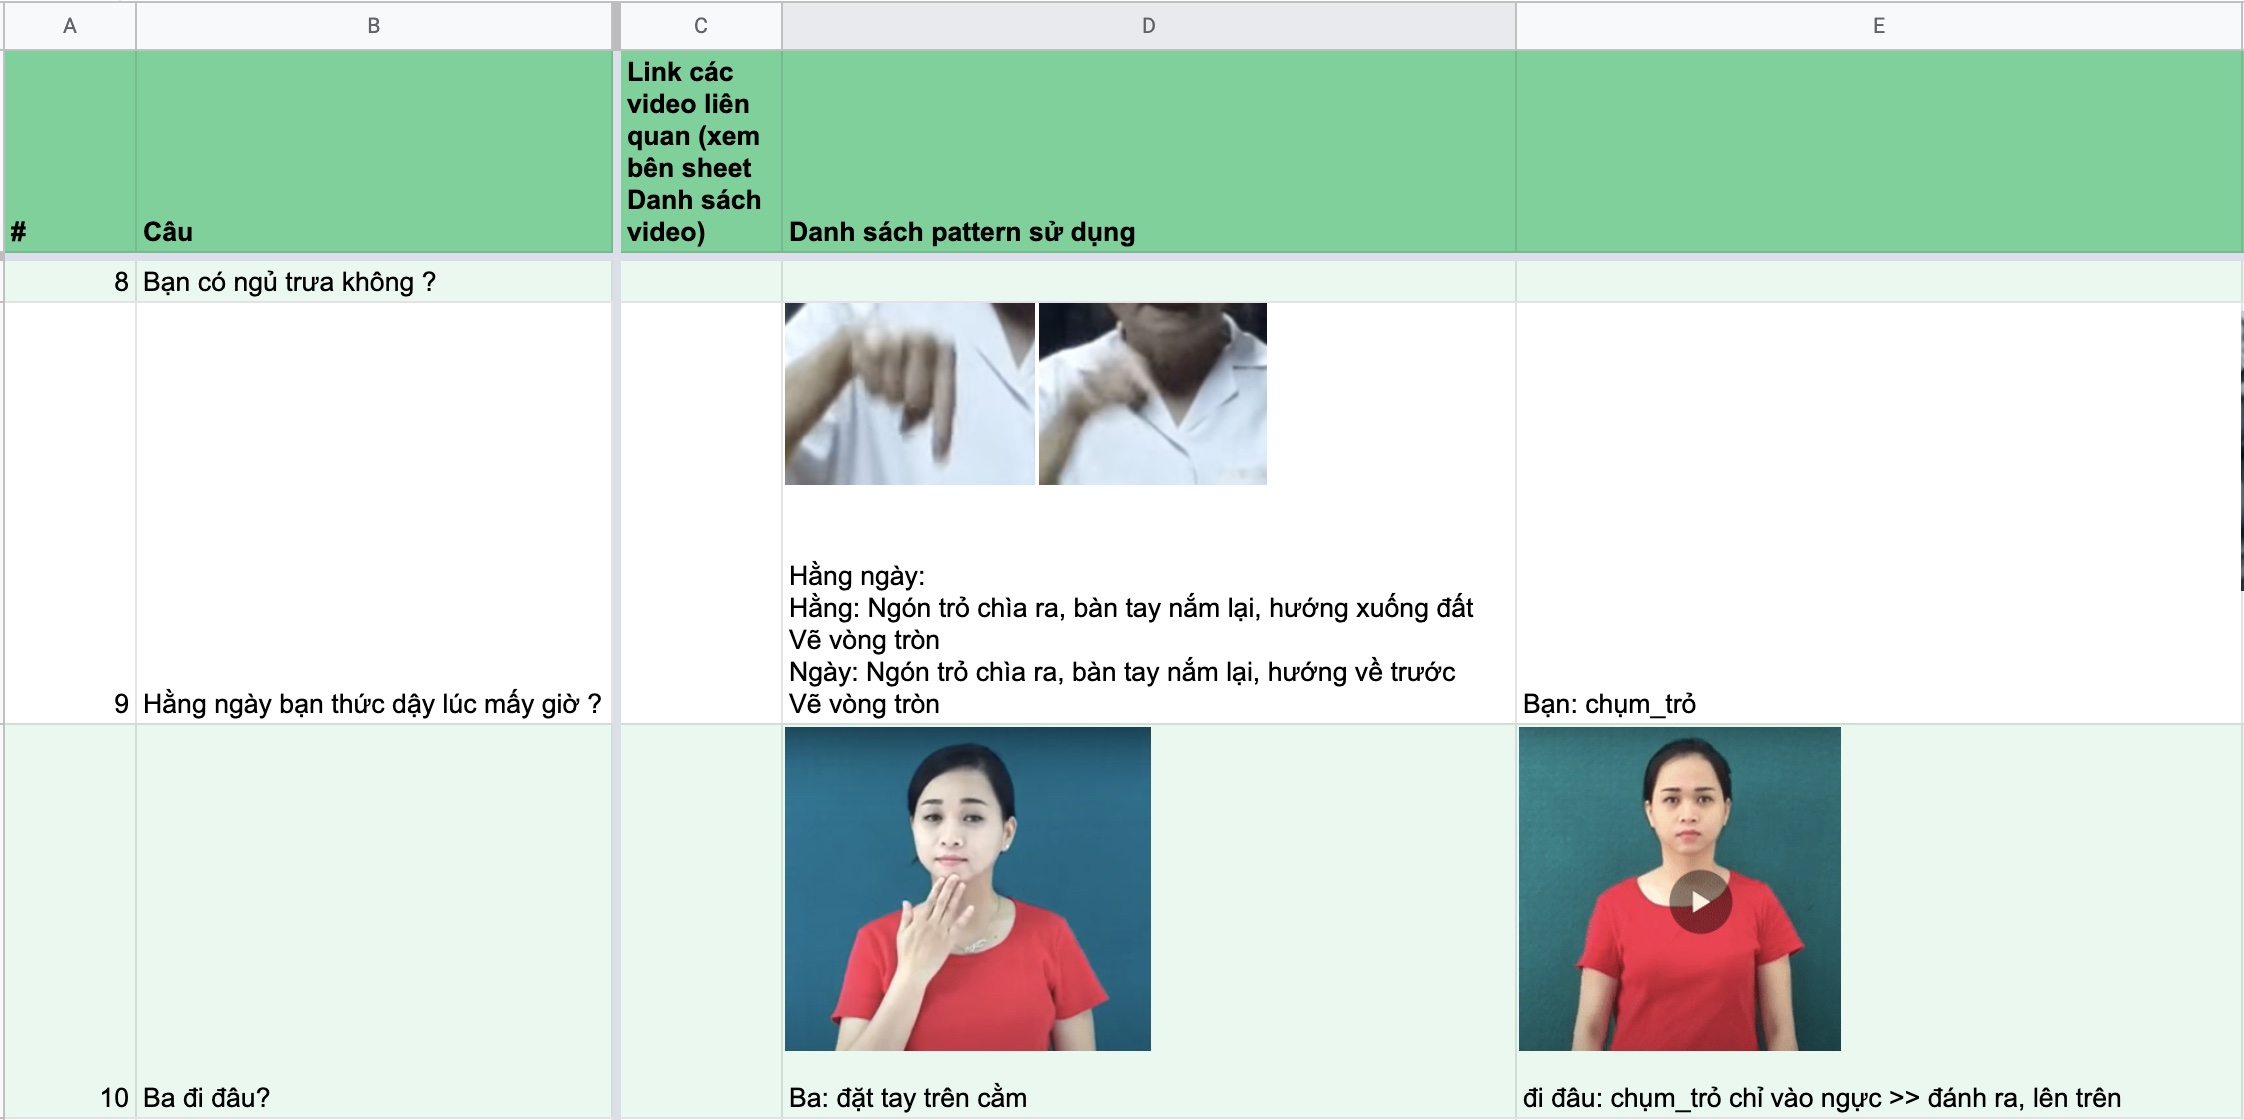 A B C D E
Link các
video liên
quan (xem
bên sheet
Danh sách
# Câu video) Danh sách pattern sử dụng
8 Bạn có ngủ trưa không ?
Hằng ngày:
Hằng: Ngón trỏ chìa ra, bàn tay nắm lại, hướng xuống đất
Vẽ vòng tròn
Ngày: Ngón trỏ chìa ra, bàn tay nắm lại, hướng về trước
9 Hằng ngày bạn thức dậy lúc mấy giờ ? Vẽ vòng tròn Bạn: chụm_trỏ
10 Ba đi đâu? Ba: đặt tay trên cằm đi đâu: chụm_trỏ chỉ vào ngực >> đánh ra, lên trên